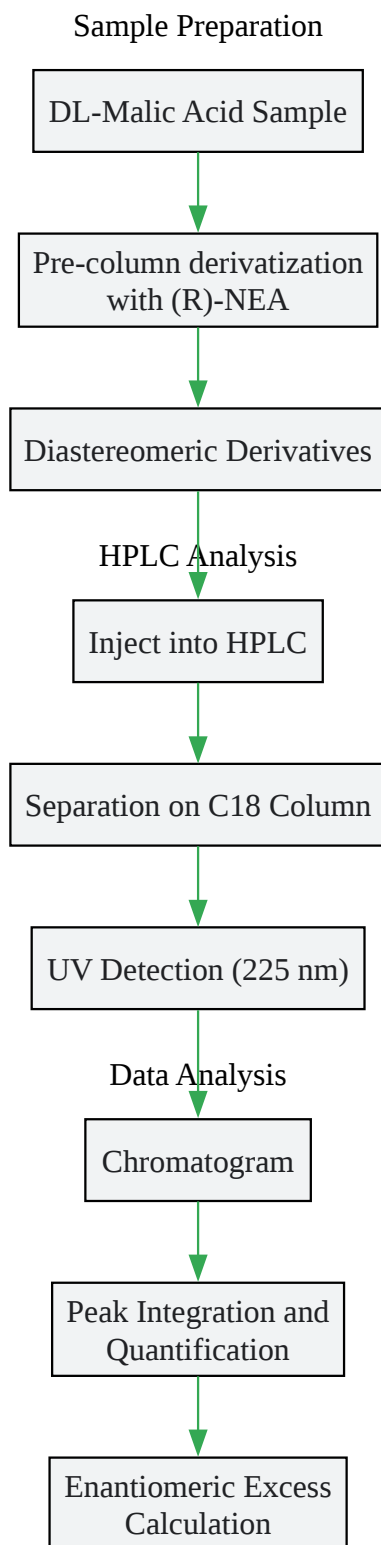 Sample Preparation
DL-Malic Acid Sample
Pre-column derivatization
with (R)-NEA
Diastereomeric Derivatives
HPLC Analysis
Inject into HPLC
Separation on C18 Column
UV Detection (225 nm)
Data Analysis
Chromatogram
Peak Integration and
Quantification
Enantiomeric Excess
Calculation